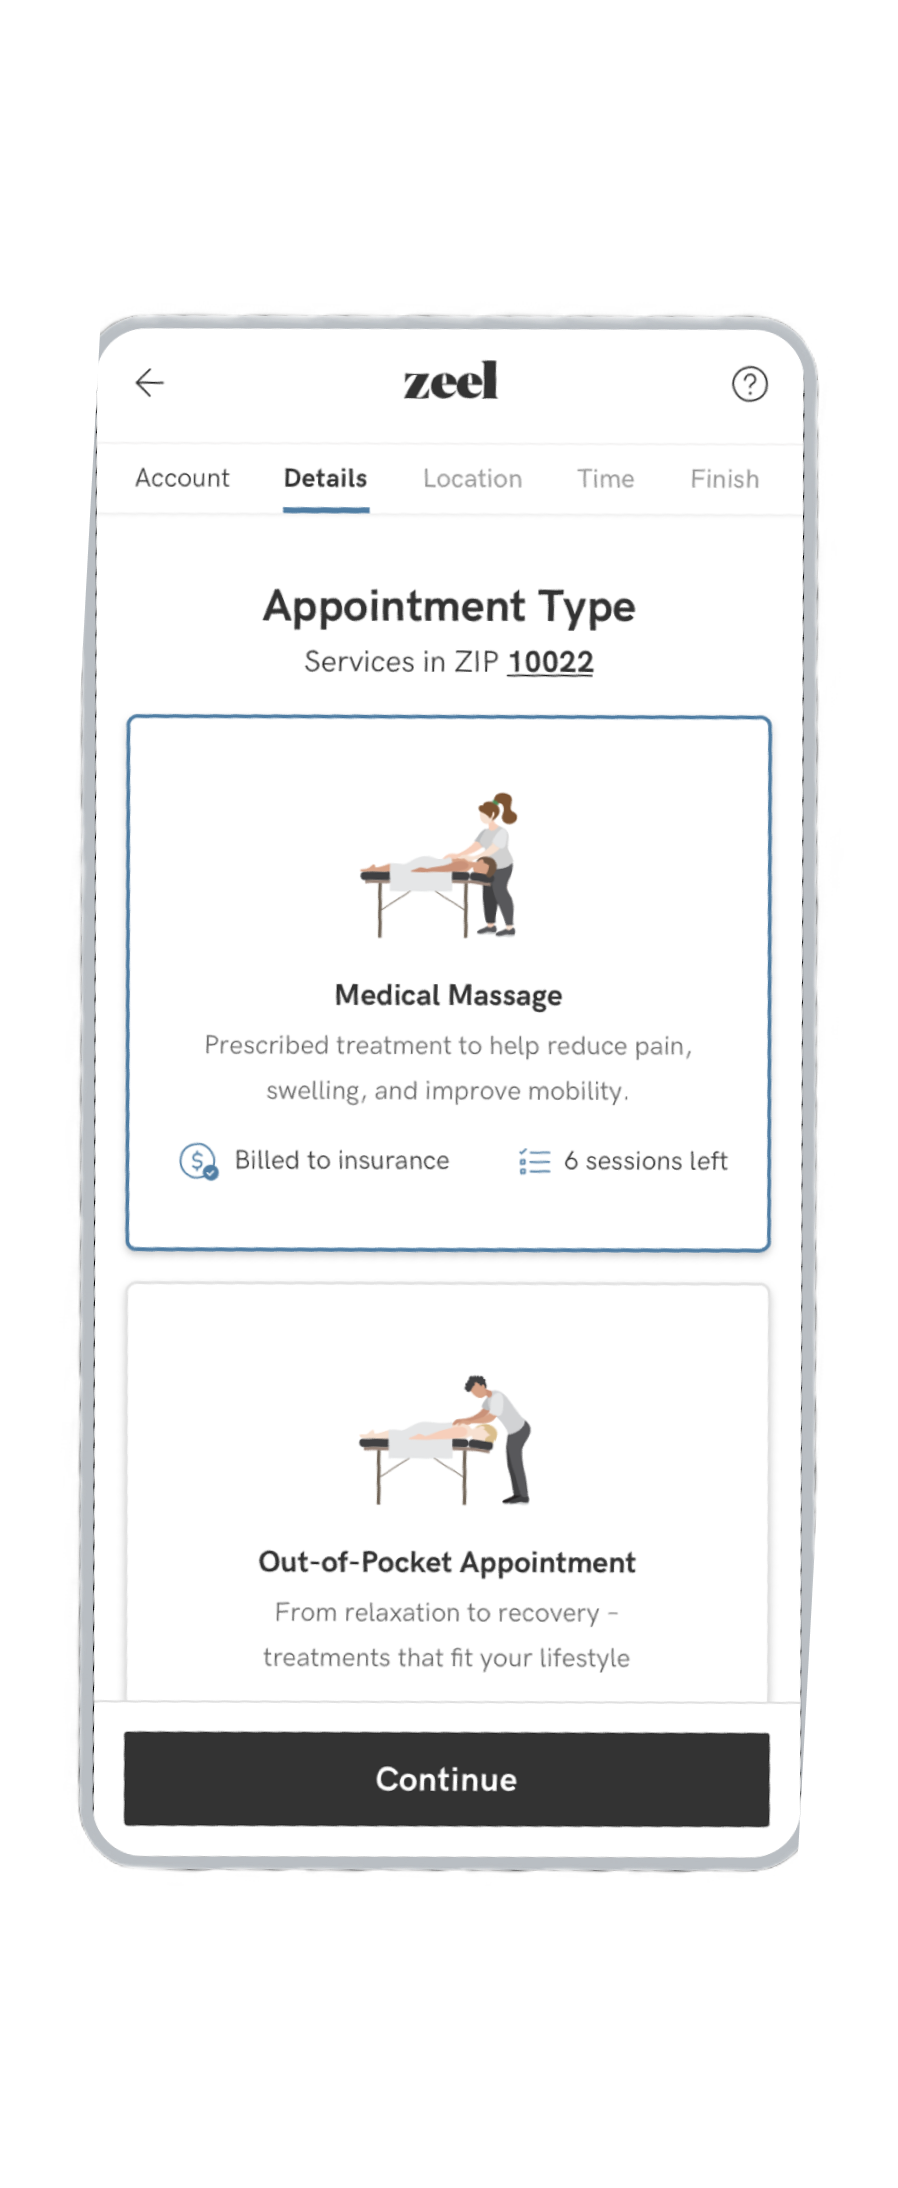 zeel
Account Details Location Time Finish
Appointment Type
Services in ZIP 10022
Medical Massage
Prescribed treatment to help reduce pain,
swelling, and improve mobility.
Billed to insurance 6 sessions left
Out-of-Pocket Appointment
From relaxation to recovery –
treatments that fit your lifestyle
Continue